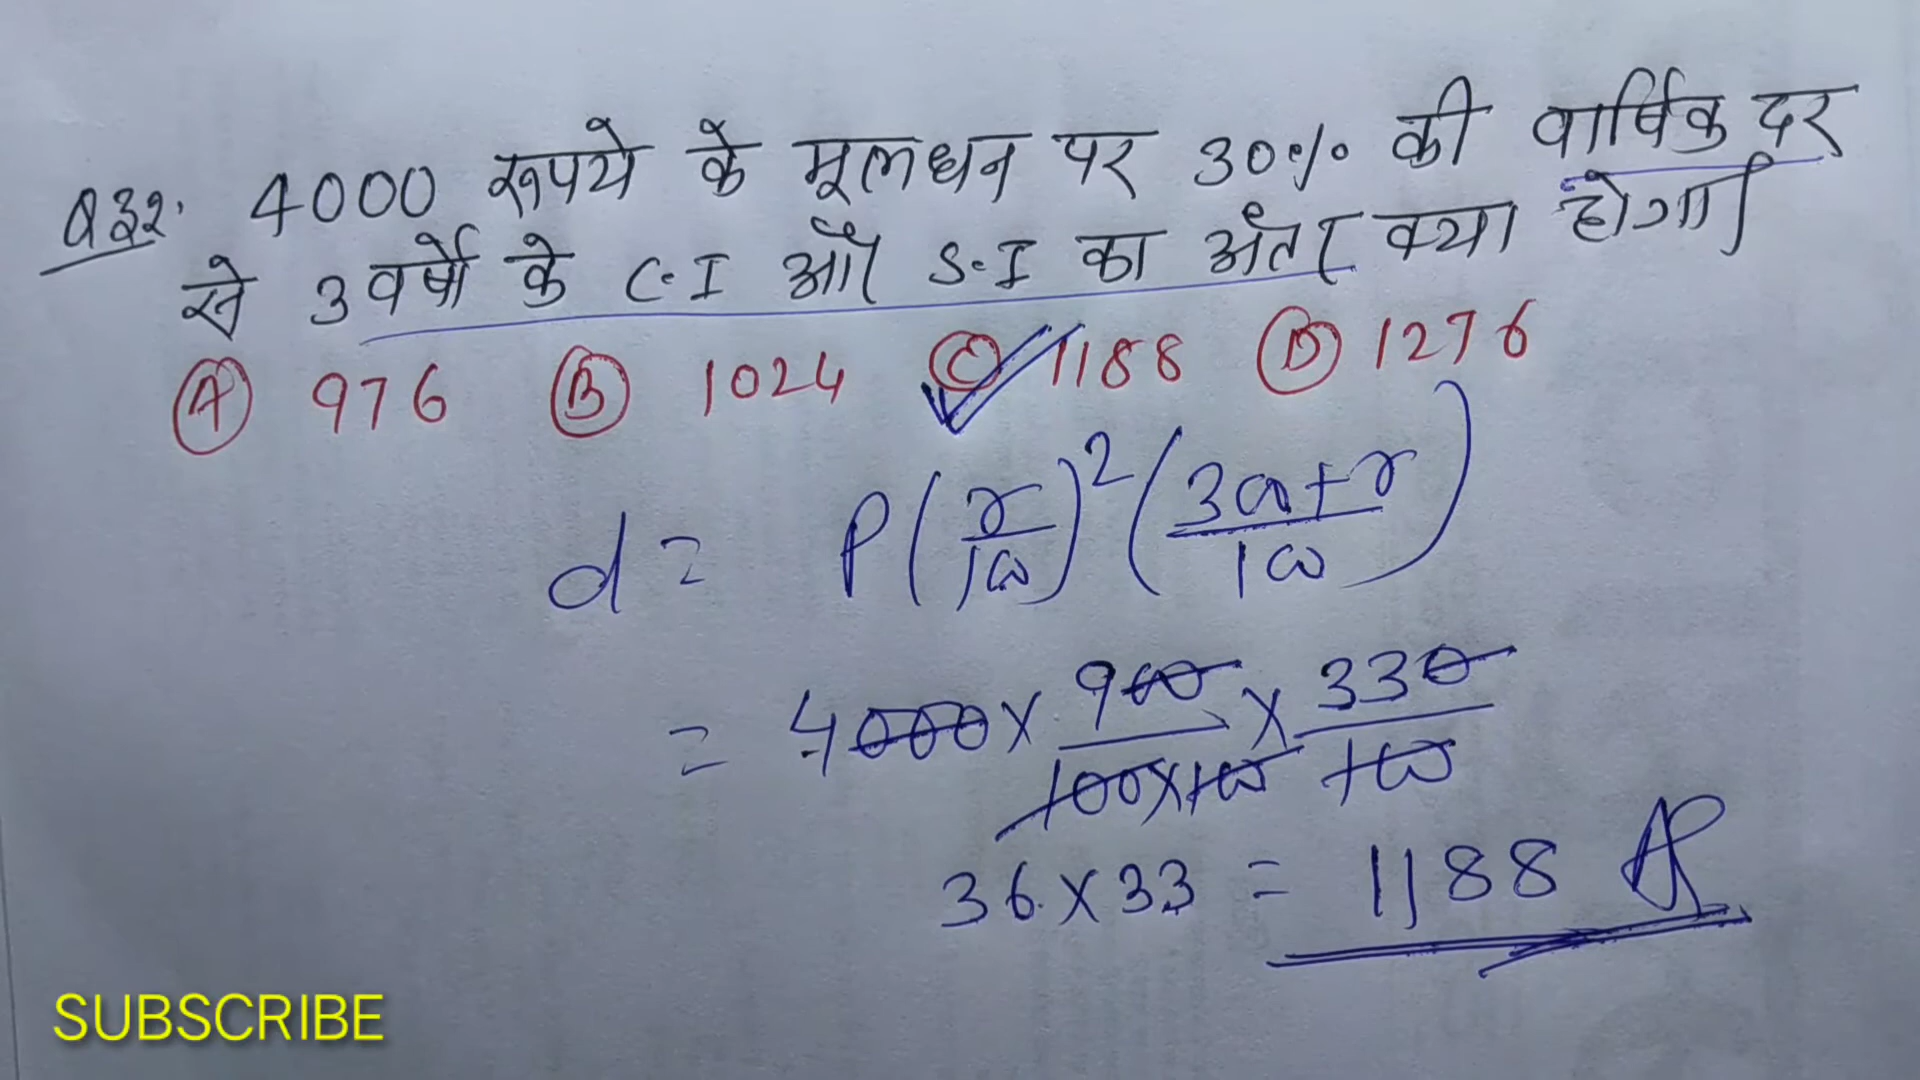 Q32. 4000 रूपये के मूलधन पर 30% की वार्षिक दर
से 3 वर्षो के C.I और S.I का अंतर क्या होगा
(A) 976 (B) 1024 (C) 1188 (D) 1276
d = P(r/100)²(300+r/100)
= 4000 × 900/100×100 × 330/100
36 × 33 = 1188 A
SUBSCRIBE